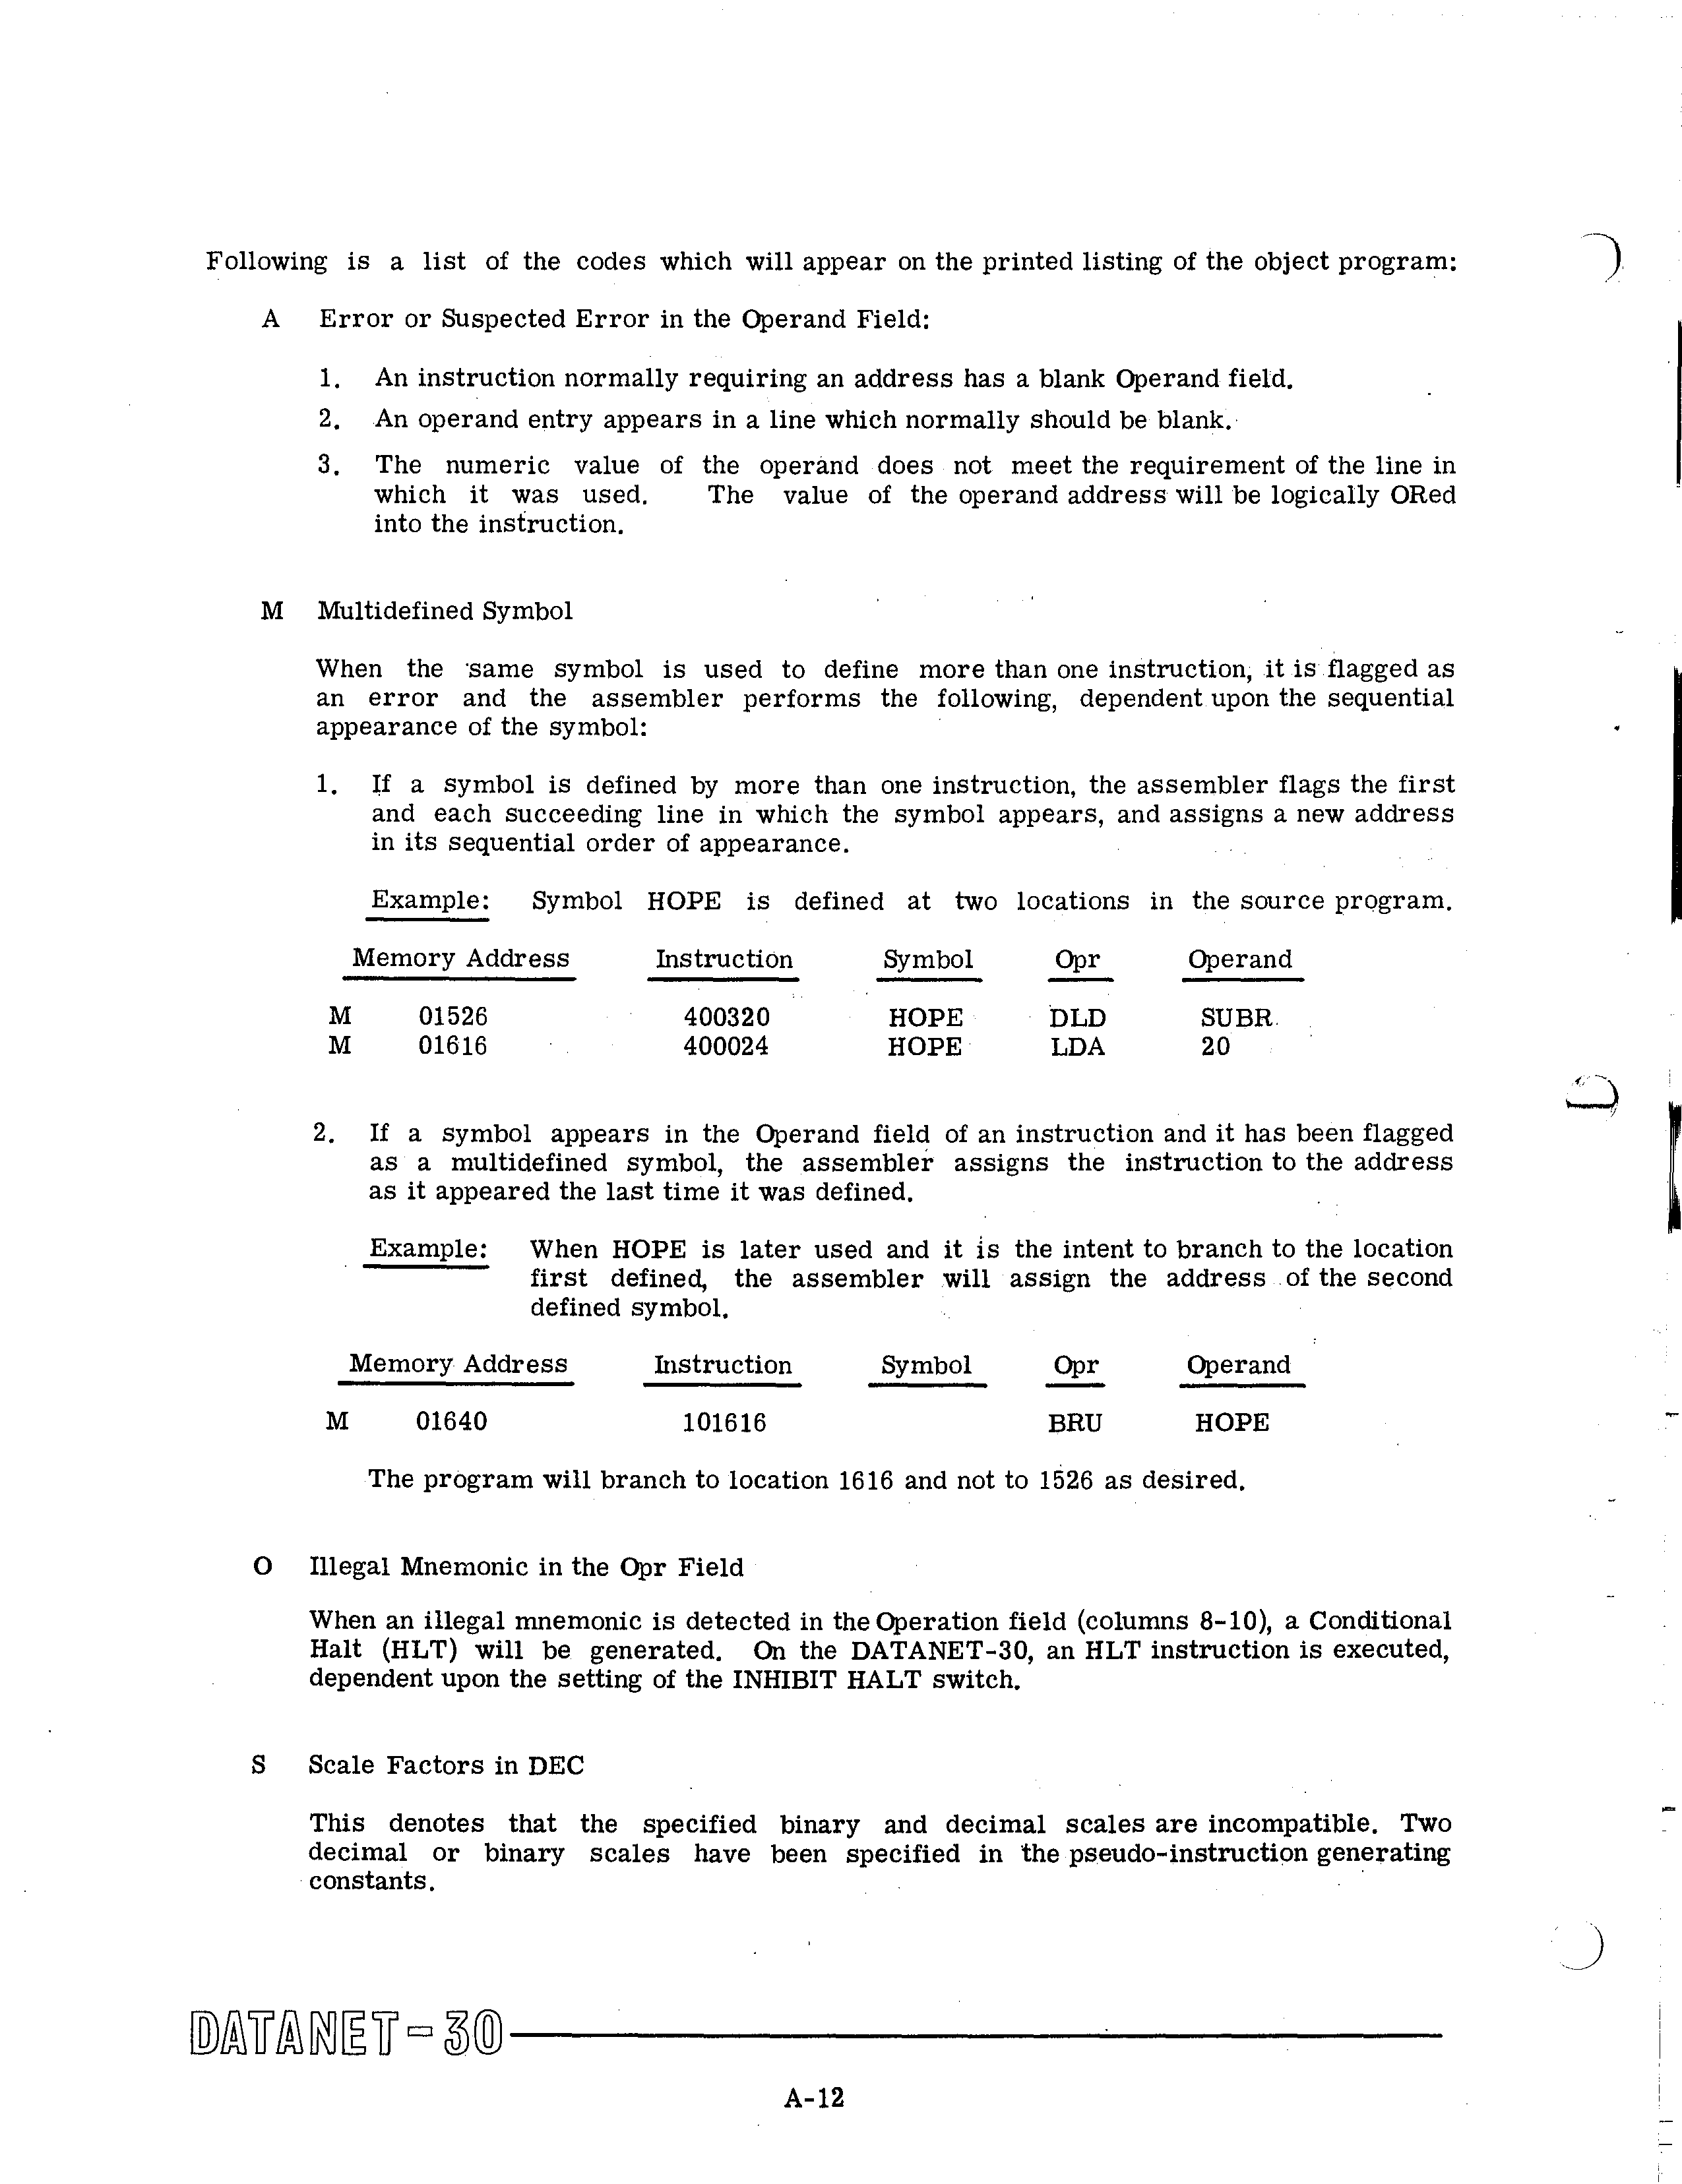 Following is a list of the codes which will appear on the printed listing of the object program:
A Error or Suspected Error in the Operand Field:
1. An instruction normally requiring an address has a blank Operand field.
2. An operand entry appears in a line which normally should be blank.
3. The numeric value of the operand does not meet the requirement of the line in
which it was used. The value of the operand address will be logically ORed
into the instruction.
M Multidefined Symbol
When the same symbol is used to define more than one instruction, it is flagged as
an error and the assembler performs the following, dependent upon the sequential
appearance of the symbol:
1. If a symbol is defined by more than one instruction, the assembler flags the first
and each succeeding line in which the symbol appears, and assigns a new address
in its sequential order of appearance.
Example: Symbol HOPE is defined at two locations in the source program.
Memory Address Instruction Symbol Opr Operand
M 01526 400320 HOPE DLD SUBR
M 01616 400024 HOPE LDA 20
2. If a symbol appears in the Operand field of an instruction and it has been flagged
as a multidefined symbol, the assembler assigns the instruction to the address
as it appeared the last time it was defined.
Example: When HOPE is later used and it is the intent to branch to the location
first defined, the assembler will assign the address of the second
defined symbol.
Memory Address Instruction Symbol Opr Operand
M 01640 101616 BRU HOPE
The program will branch to location 1616 and not to 1526 as desired.
O Illegal Mnemonic in the Opr Field
When an illegal mnemonic is detected in the Operation field (columns 8-10), a Conditional
Halt (HLT) will be generated. On the DATANET-30, an HLT instruction is executed,
dependent upon the setting of the INHIBIT HALT switch.
S Scale Factors in DEC
This denotes that the specified binary and decimal scales are incompatible. Two
decimal or binary scales have been specified in the pseudo-instruction generating
constants.
DATANET-30
A-12